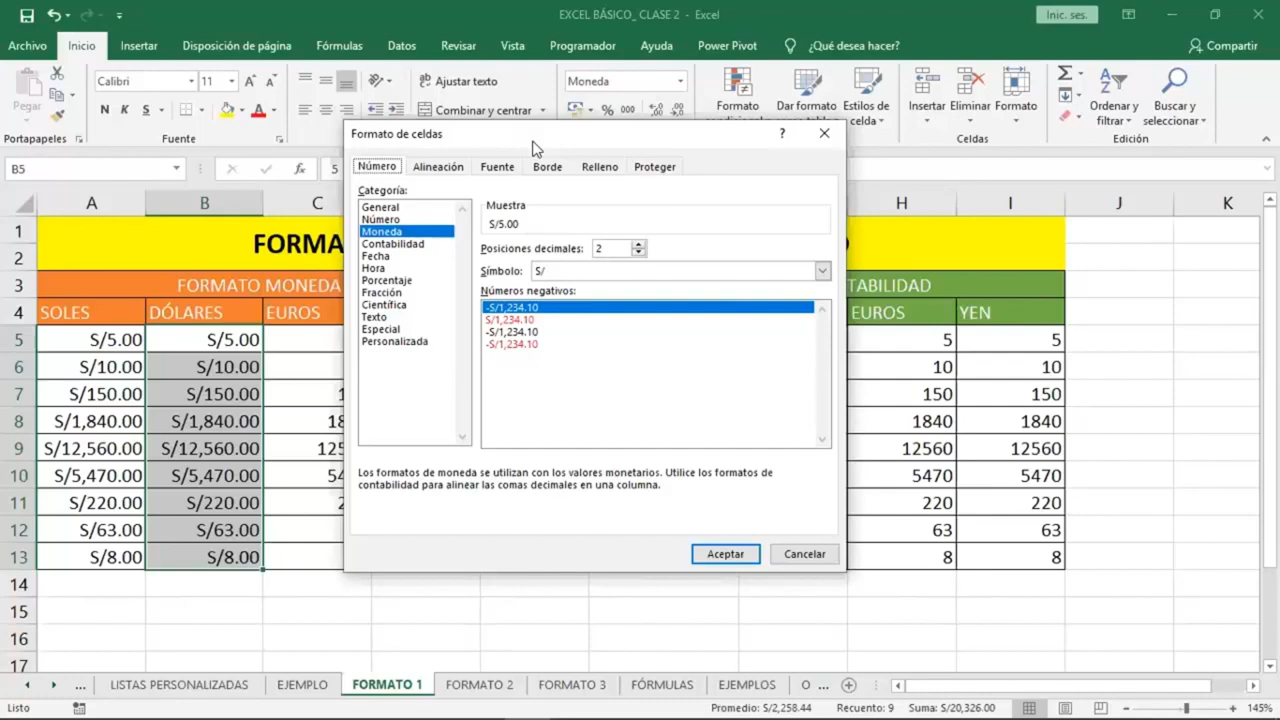 EXCEL BÁSICO_ CLASE 2 - Excel
Inic. ses.
Archivo Inicio Insertar Disposición de página Fórmulas Datos Revisar Vista Programador Ayuda Power Pivot ¿Qué desea hacer? Compartir
Calibri 11 Ajustar texto Moneda
Pegar N K S Combinar y centrar % 000 Formato Dar formato Estilos de Insertar Eliminar Formato Ordenar y Buscar y
celda filtrar seleccionar
Portapapeles Fuente Celdas Edición
Formato de celdas ?
B5 fx 5
Número Alineación Fuente Borde Relleno Proteger
Categoría:
General
Número
Moneda
Contabilidad
Fecha
Hora
Porcentaje
Fracción
Científica
Texto
Especial
Personalizada
Muestra
S/5.00
Posiciones decimales: 2
Símbolo: S/
Números negativos:
-S/1,234.10
S/1,234.10
-S/1,234.10
-S/1,234.10
Los formatos de moneda se utilizan con los valores monetarios. Utilice los formatos de
contabilidad para alinear las comas decimales en una columna.
Aceptar Cancelar
A B C H I J K
1 FORMA O
2
3 FORMATO MONEDA TABILIDAD
4 SOLES DÓLARES EUROS EUROS YEN
5 S/5.00 S/5.00 5 5
6 S/10.00 S/10.00 10 10
7 S/150.00 S/150.00 1 150 150
8 S/1,840.00 S/1,840.00 18 1840 1840
9 S/12,560.00 S/12,560.00 125 12560 12560
10 S/5,470.00 S/5,470.00 54 5470 5470
11 S/220.00 S/220.00 2 220 220
12 S/63.00 S/63.00 63 63
13 S/8.00 S/8.00 8 8
14
15
16
17
... LISTAS PERSONALIZADAS EJEMPLO FORMATO 1 FORMATO 2 FORMATO 3 FÓRMULAS EJEMPLOS O ...
Listo Promedio: S/2,258.44 Recuento: 9 Suma: S/20,326.00 145%